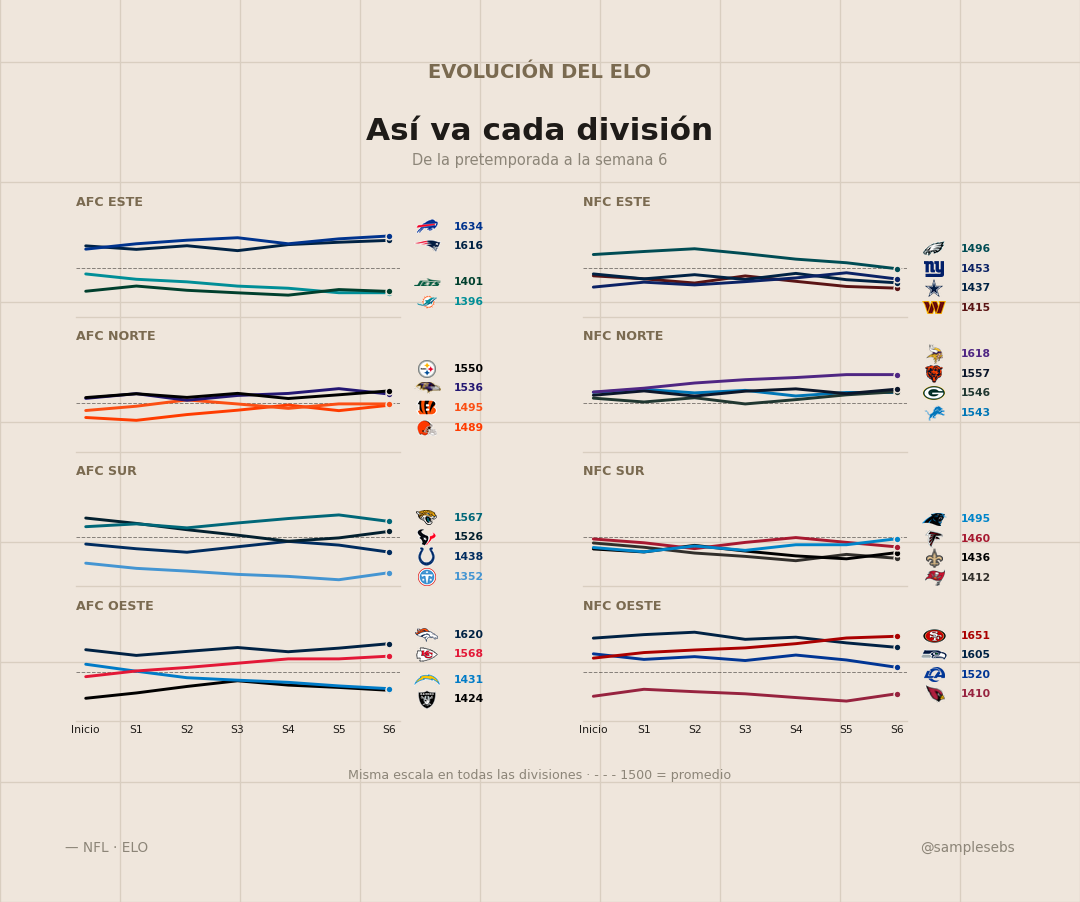 EVOLUCIÓN DEL ELO
Así va cada división
De la pretemporada a la semana 6
AFC ESTE
1634
1616
1401
1396
NFC ESTE
1496
1453
1437
1415
AFC NORTE
1550
1536
1495
1489
NFC NORTE
1618
1557
1546
1543
AFC SUR
1567
1526
1438
1352
NFC SUR
1495
1460
1436
1412
AFC OESTE
1620
1568
1431
1424
Inicio S1 S2 S3 S4 S5 S6
NFC OESTE
1651
1605
1520
1410
Inicio S1 S2 S3 S4 S5 S6
Misma escala en todas las divisiones · - - - 1500 = promedio
— NFL · ELO
@samplesebs